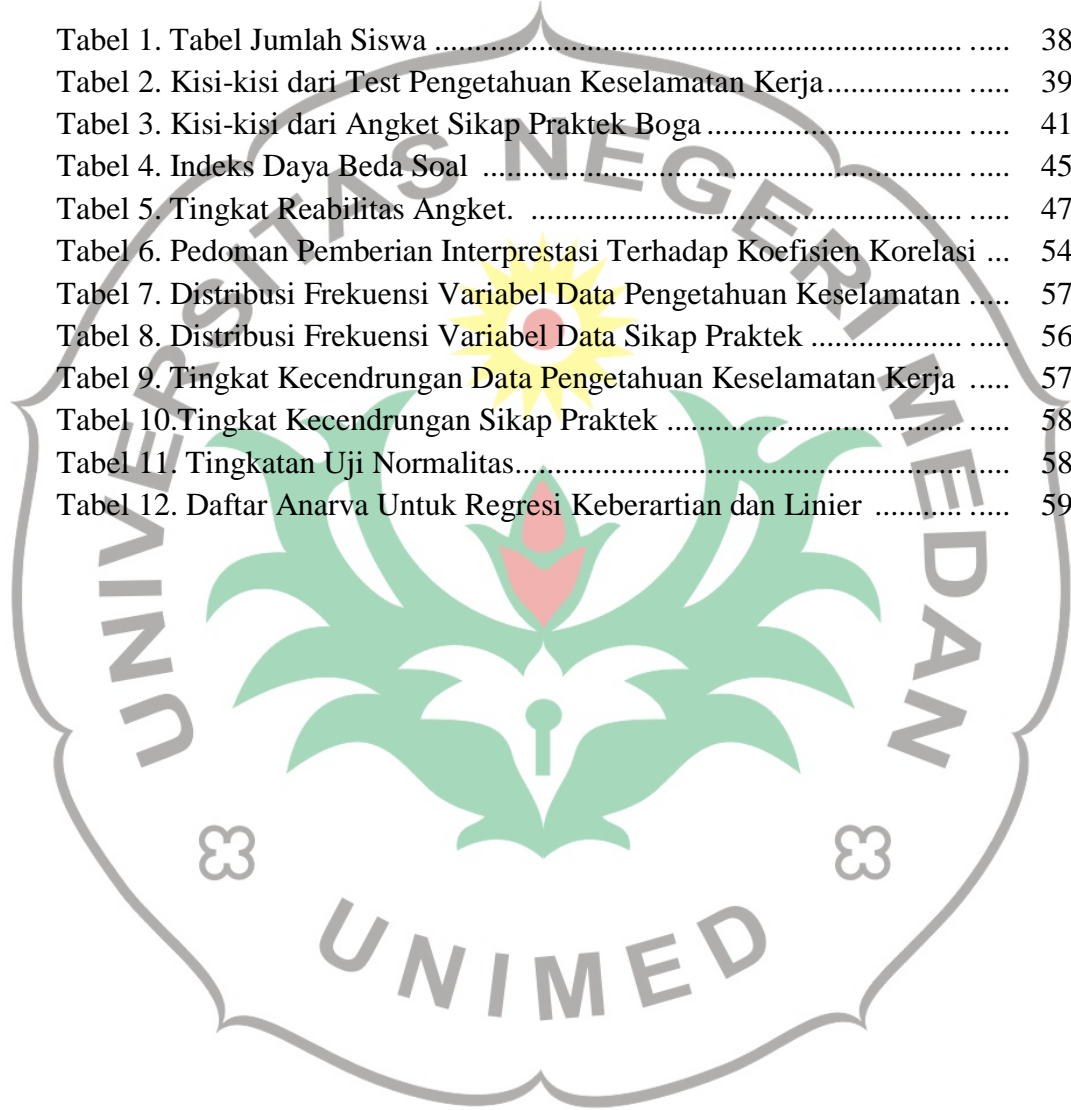 Tabel 1. Tabel Jumlah Siswa .................................................................................. ..... 38
Tabel 2. Kisi-kisi dari Test Pengetahuan Keselamatan Kerja..................... ..... 39
Tabel 3. Kisi-kisi dari Angket Sikap Praktek Boga ....................................... ..... 41
Tabel 4. Indeks Daya Beda Soal .......................................................................... ..... 45
Tabel 5. Tingkat Reabilitas Angket. ................................................................... ..... 47
Tabel 6. Pedoman Pemberian Interprestasi Terhadap Koefisien Korelasi ... 54
Tabel 7. Distribusi Frekuensi Variabel Data Pengetahuan Keselamatan ..... 57
Tabel 8. Distribusi Frekuensi Variabel Data Sikap Praktek ....................... ..... 56
Tabel 9. Tingkat Kecendrungan Data Pengetahuan Keselamatan Kerja ..... 57
Tabel 10.Tingkat Kecendrungan Sikap Praktek .............................................. ..... 58
Tabel 11. Tingkatan Uji Normalitas..................................................................... ..... 58
Tabel 12. Daftar Anarva Untuk Regresi Keberartian dan Linier ............. ..... 59
UNIVERSITAS NEGERI MEDAN
UNIMED